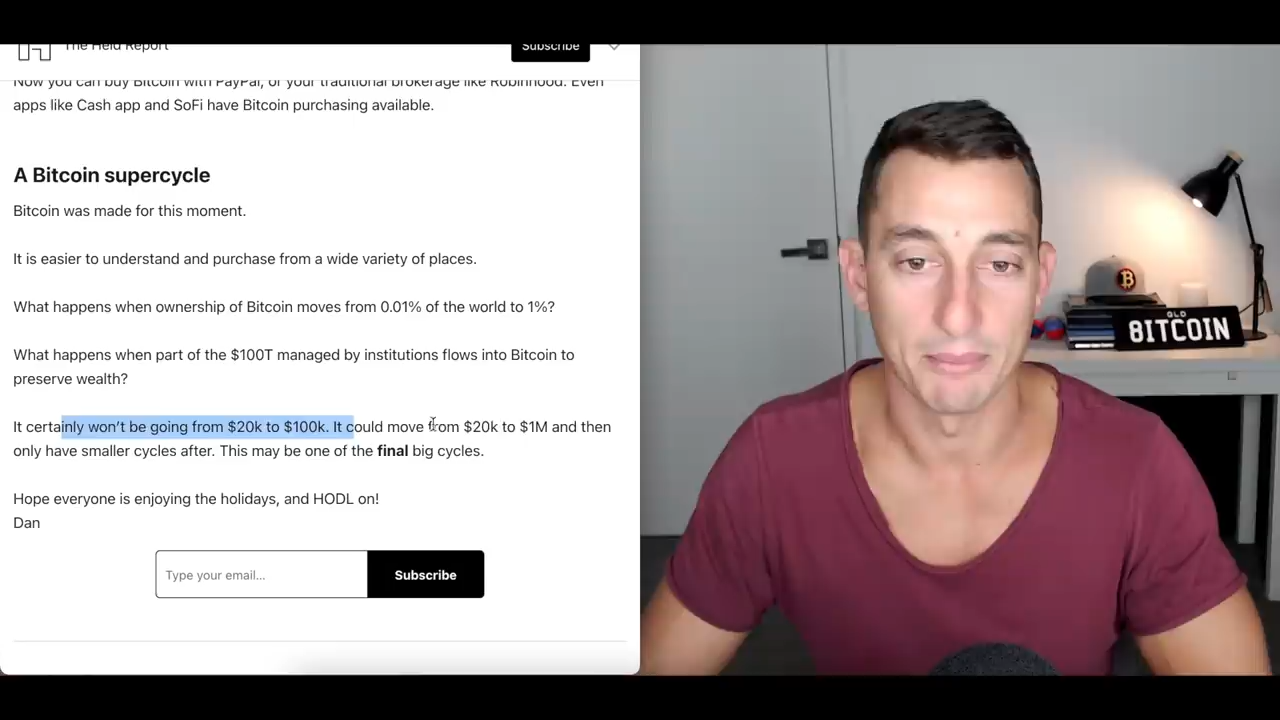 The Held Report
Subscribe
Now you can buy Bitcoin with PayPal, or your traditional brokerage like Robinhood. Even
apps like Cash app and SoFi have Bitcoin purchasing available.
A Bitcoin supercycle
Bitcoin was made for this moment.
It is easier to understand and purchase from a wide variety of places.
What happens when ownership of Bitcoin moves from 0.01% of the world to 1%?
What happens when part of the $100T managed by institutions flows into Bitcoin to
preserve wealth?
It certainly won’t be going from $20k to $100k. It could move from $20k to $1M and then
only have smaller cycles after. This may be one of the final big cycles.
Hope everyone is enjoying the holidays, and HODL on!
Dan
Type your email...
Subscribe
QLD
8ITCOIN